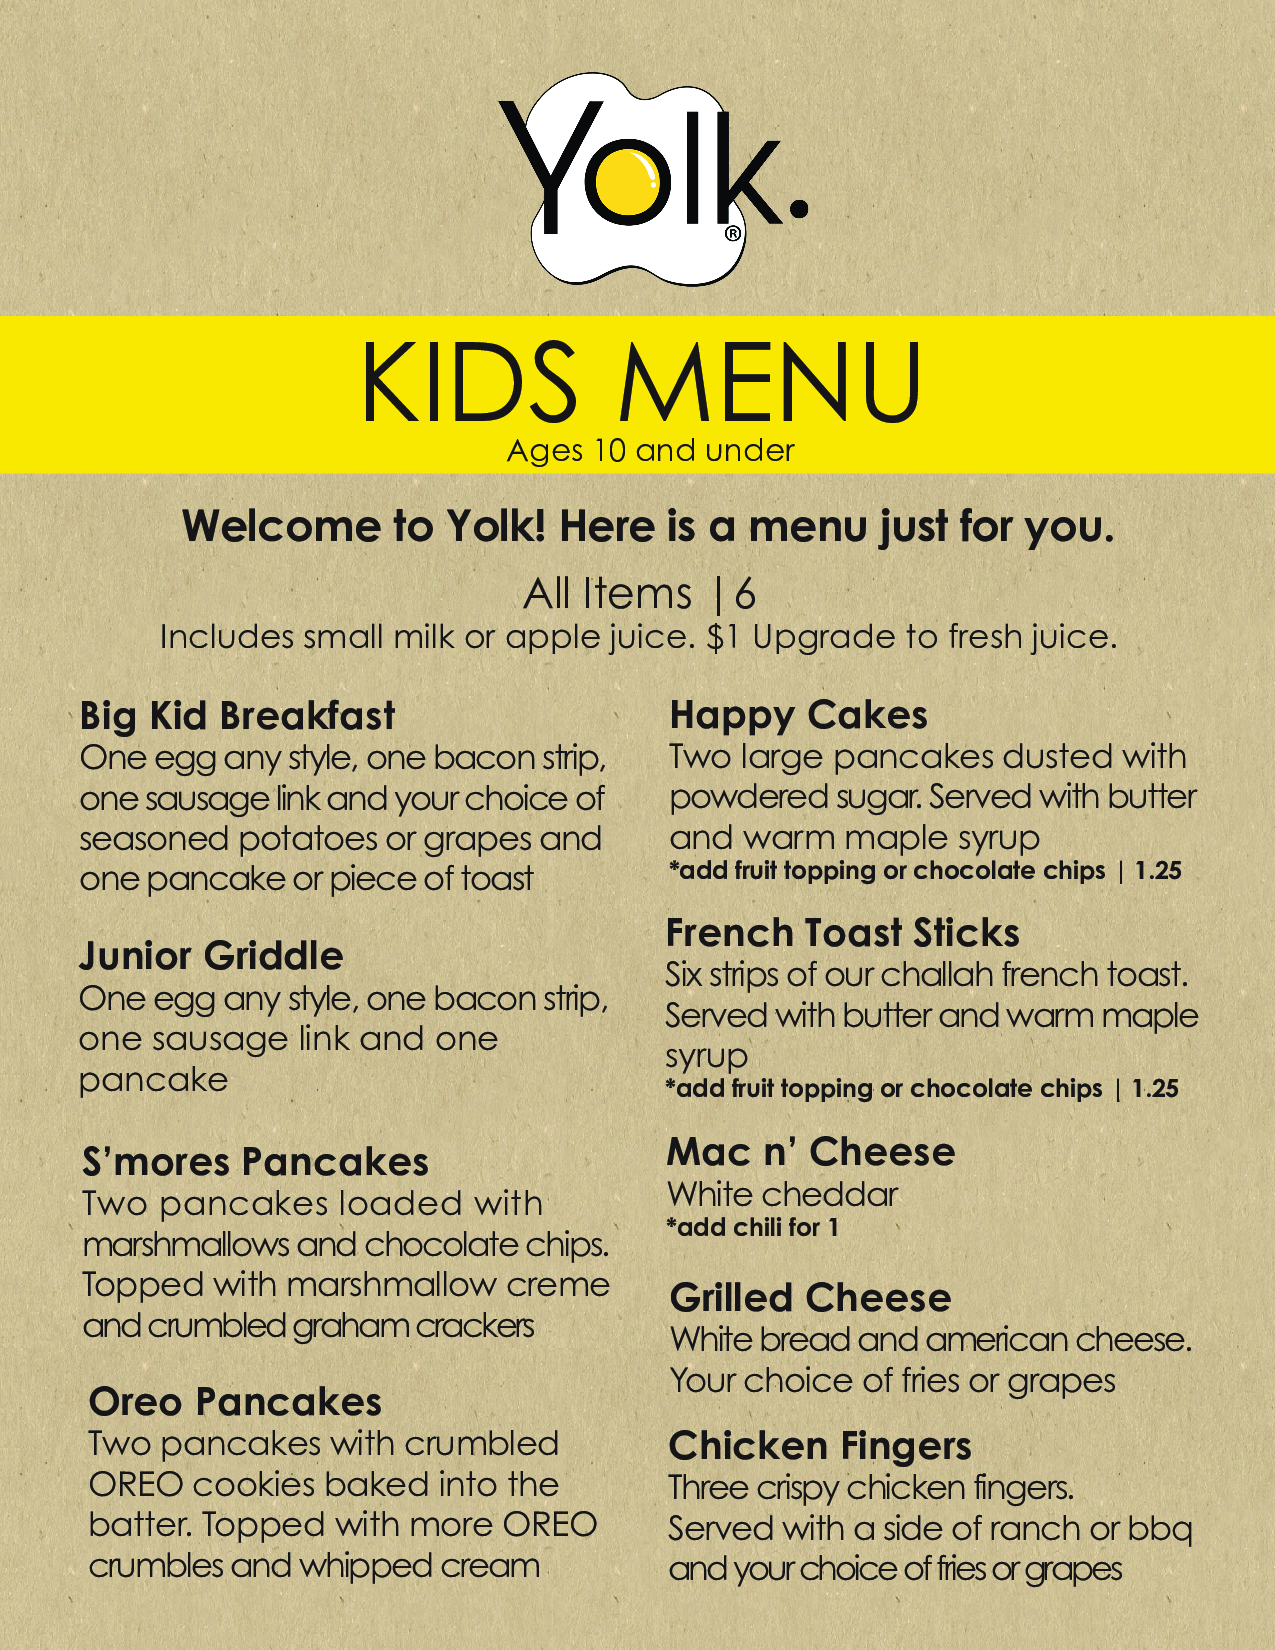 Yolk.®
KIDS MENU
Ages 10 and under
Welcome to Yolk! Here is a menu just for you.
All Items | 6
Includes small milk or apple juice. $1 Upgrade to fresh juice.
Big Kid Breakfast
One egg any style, one bacon strip,
one sausage link and your choice of
seasoned potatoes or grapes and
one pancake or piece of toast
Junior Griddle
One egg any style, one bacon strip,
one sausage link and one
pancake
S’mores Pancakes
Two pancakes loaded with
marshmallows and chocolate chips.
Topped with marshmallow creme
and crumbled graham crackers
Oreo Pancakes
Two pancakes with crumbled
OREO cookies baked into the
batter. Topped with more OREO
crumbles and whipped cream
Happy Cakes
Two large pancakes dusted with
powdered sugar. Served with butter
and warm maple syrup
*add fruit topping or chocolate chips | 1.25
French Toast Sticks
Six strips of our challah french toast.
Served with butter and warm maple
syrup
*add fruit topping or chocolate chips | 1.25
Mac n’ Cheese
White cheddar
*add chili for 1
Grilled Cheese
White bread and american cheese.
Your choice of fries or grapes
Chicken Fingers
Three crispy chicken fingers.
Served with a side of ranch or bbq
and your choice of fries or grapes